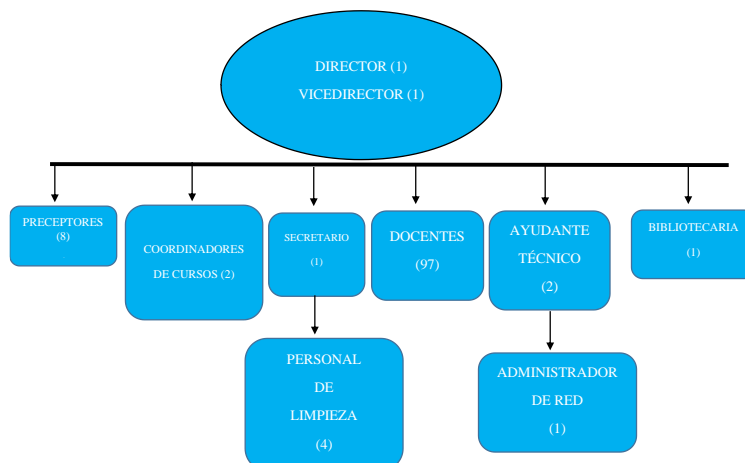 DIRECTOR (1)
VICEDIRECTOR (1)
PRECEPTORES
(8)
COORDINADORES
DE CURSOS (2)
SECRETARIO
(1)
DOCENTES
(97)
AYUDANTE
TÉCNICO
(2)
BIBLIOTECARIA
(1)
PERSONAL
DE
LIMPIEZA
(4)
ADMINISTRADOR
DE RED
(1)